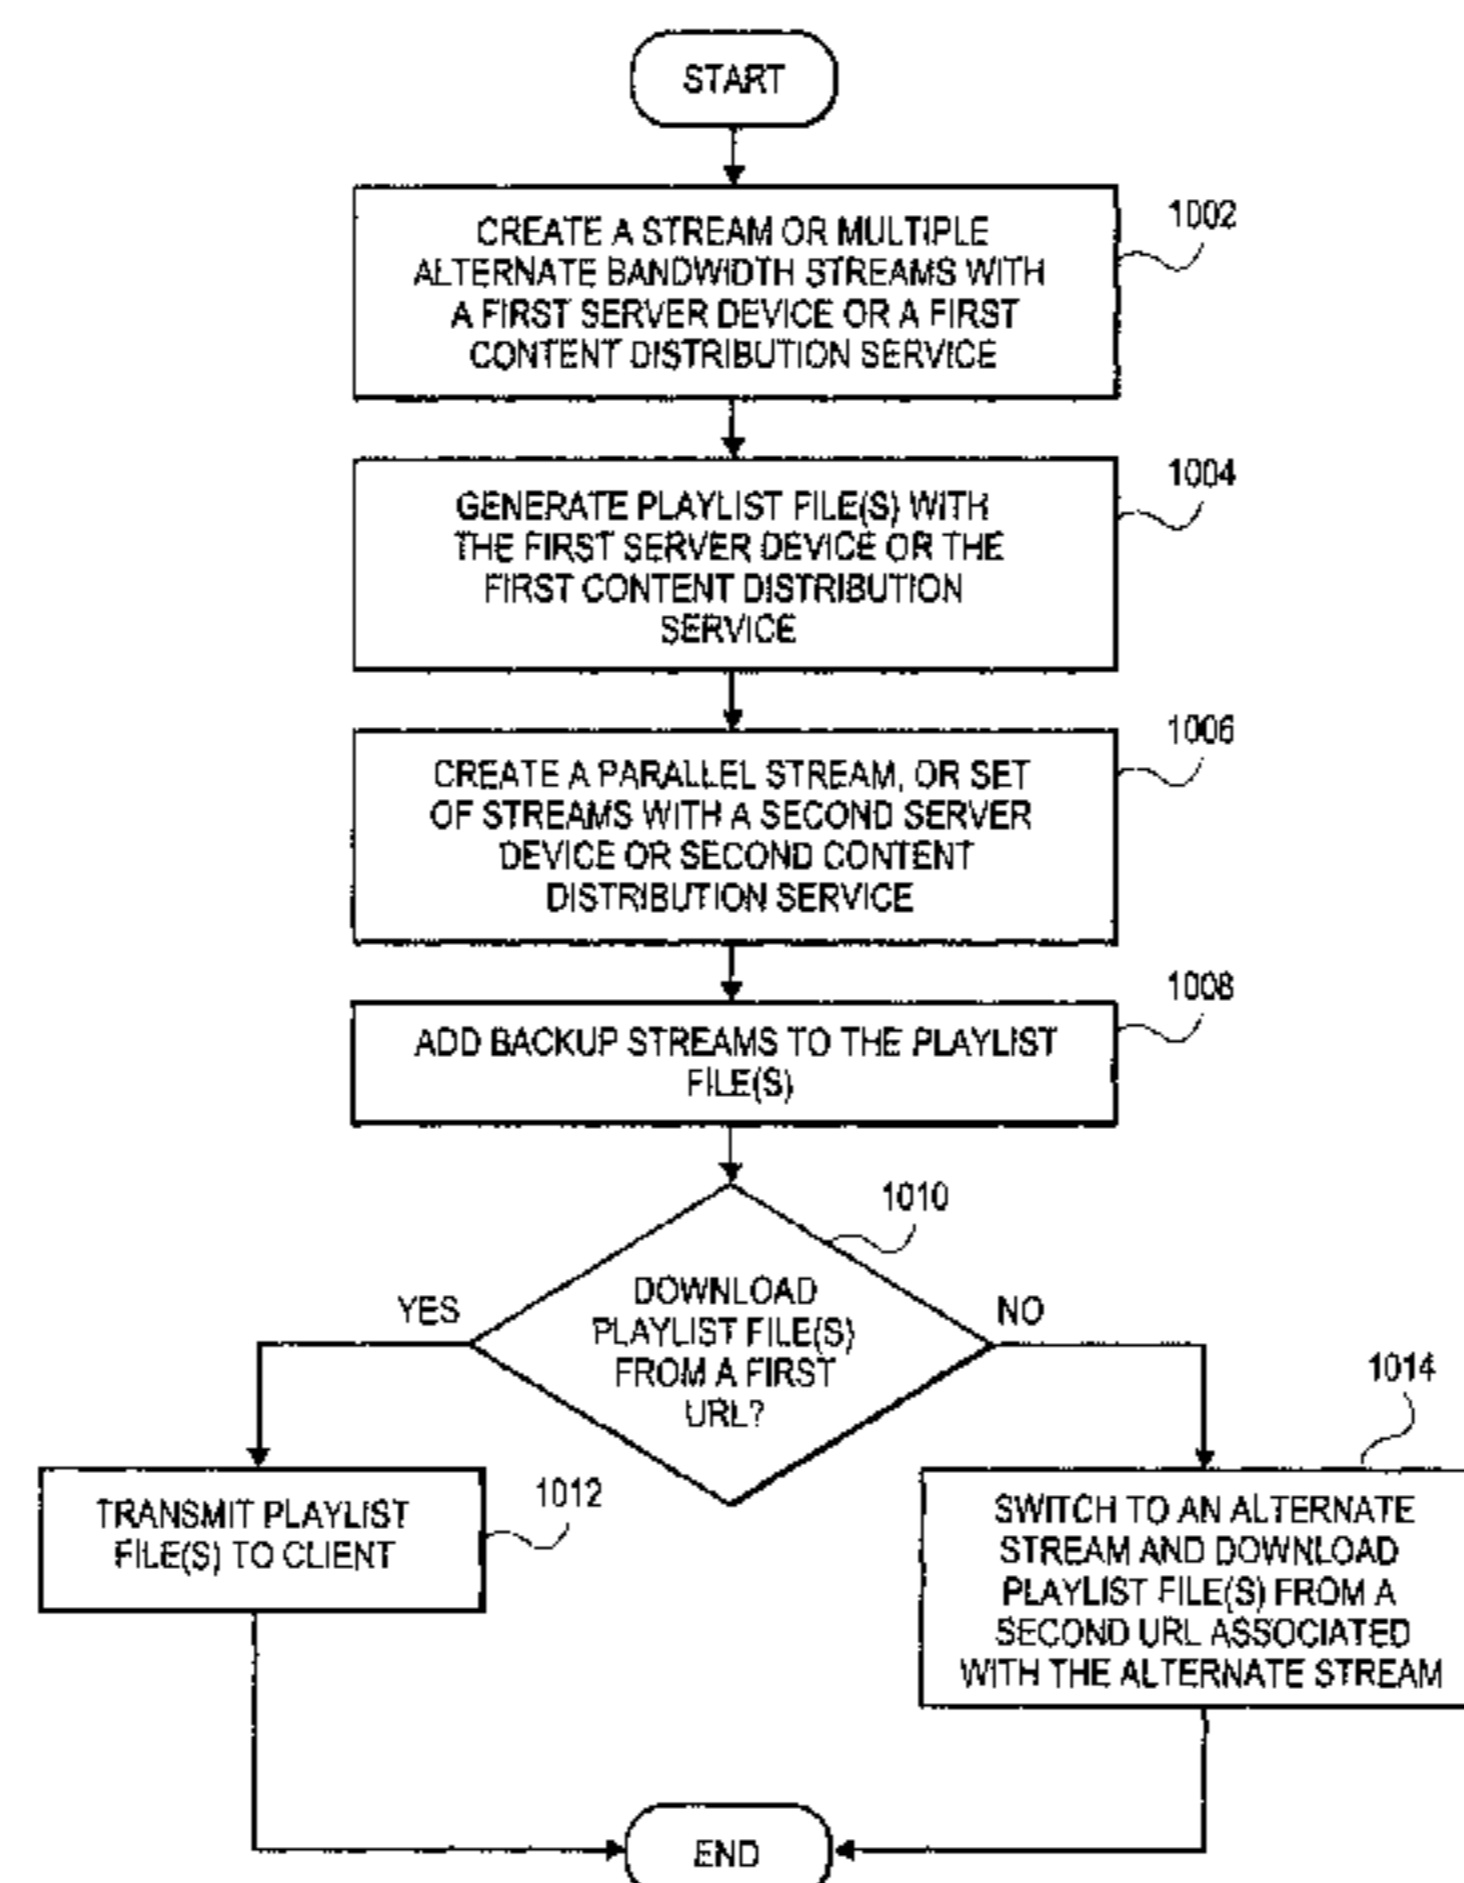 START
CREATE A STREAM OR MULTIPLE
ALTERNATE BANDWIDTH STREAMS WITH
A FIRST SERVER DEVICE OR A FIRST
CONTENT DISTRIBUTION SERVICE
1002
GENERATE PLAYLIST FILE(S) WITH
THE FIRST SERVER DEVICE OR THE
FIRST CONTENT DISTRIBUTION
SERVICE
1004
CREATE A PARALLEL STREAM, OR SET
OF STREAMS WITH A SECOND SERVER
DEVICE OR SECOND CONTENT
DISTRIBUTION SERVICE
1006
ADD BACKUP STREAMS TO THE PLAYLIST
FILE(S)
1008
1010
DOWNLOAD
PLAYLIST FILE(S)
FROM A FIRST
URL?
YES
NO
TRANSMIT PLAYLIST
FILE(S) TO CLIENT
1012
1014
SWITCH TO AN ALTERNATE
STREAM AND DOWNLOAD
PLAYLIST FILE(S) FROM A
SECOND URL ASSOCIATED
WITH THE ALTERNATE STREAM
END